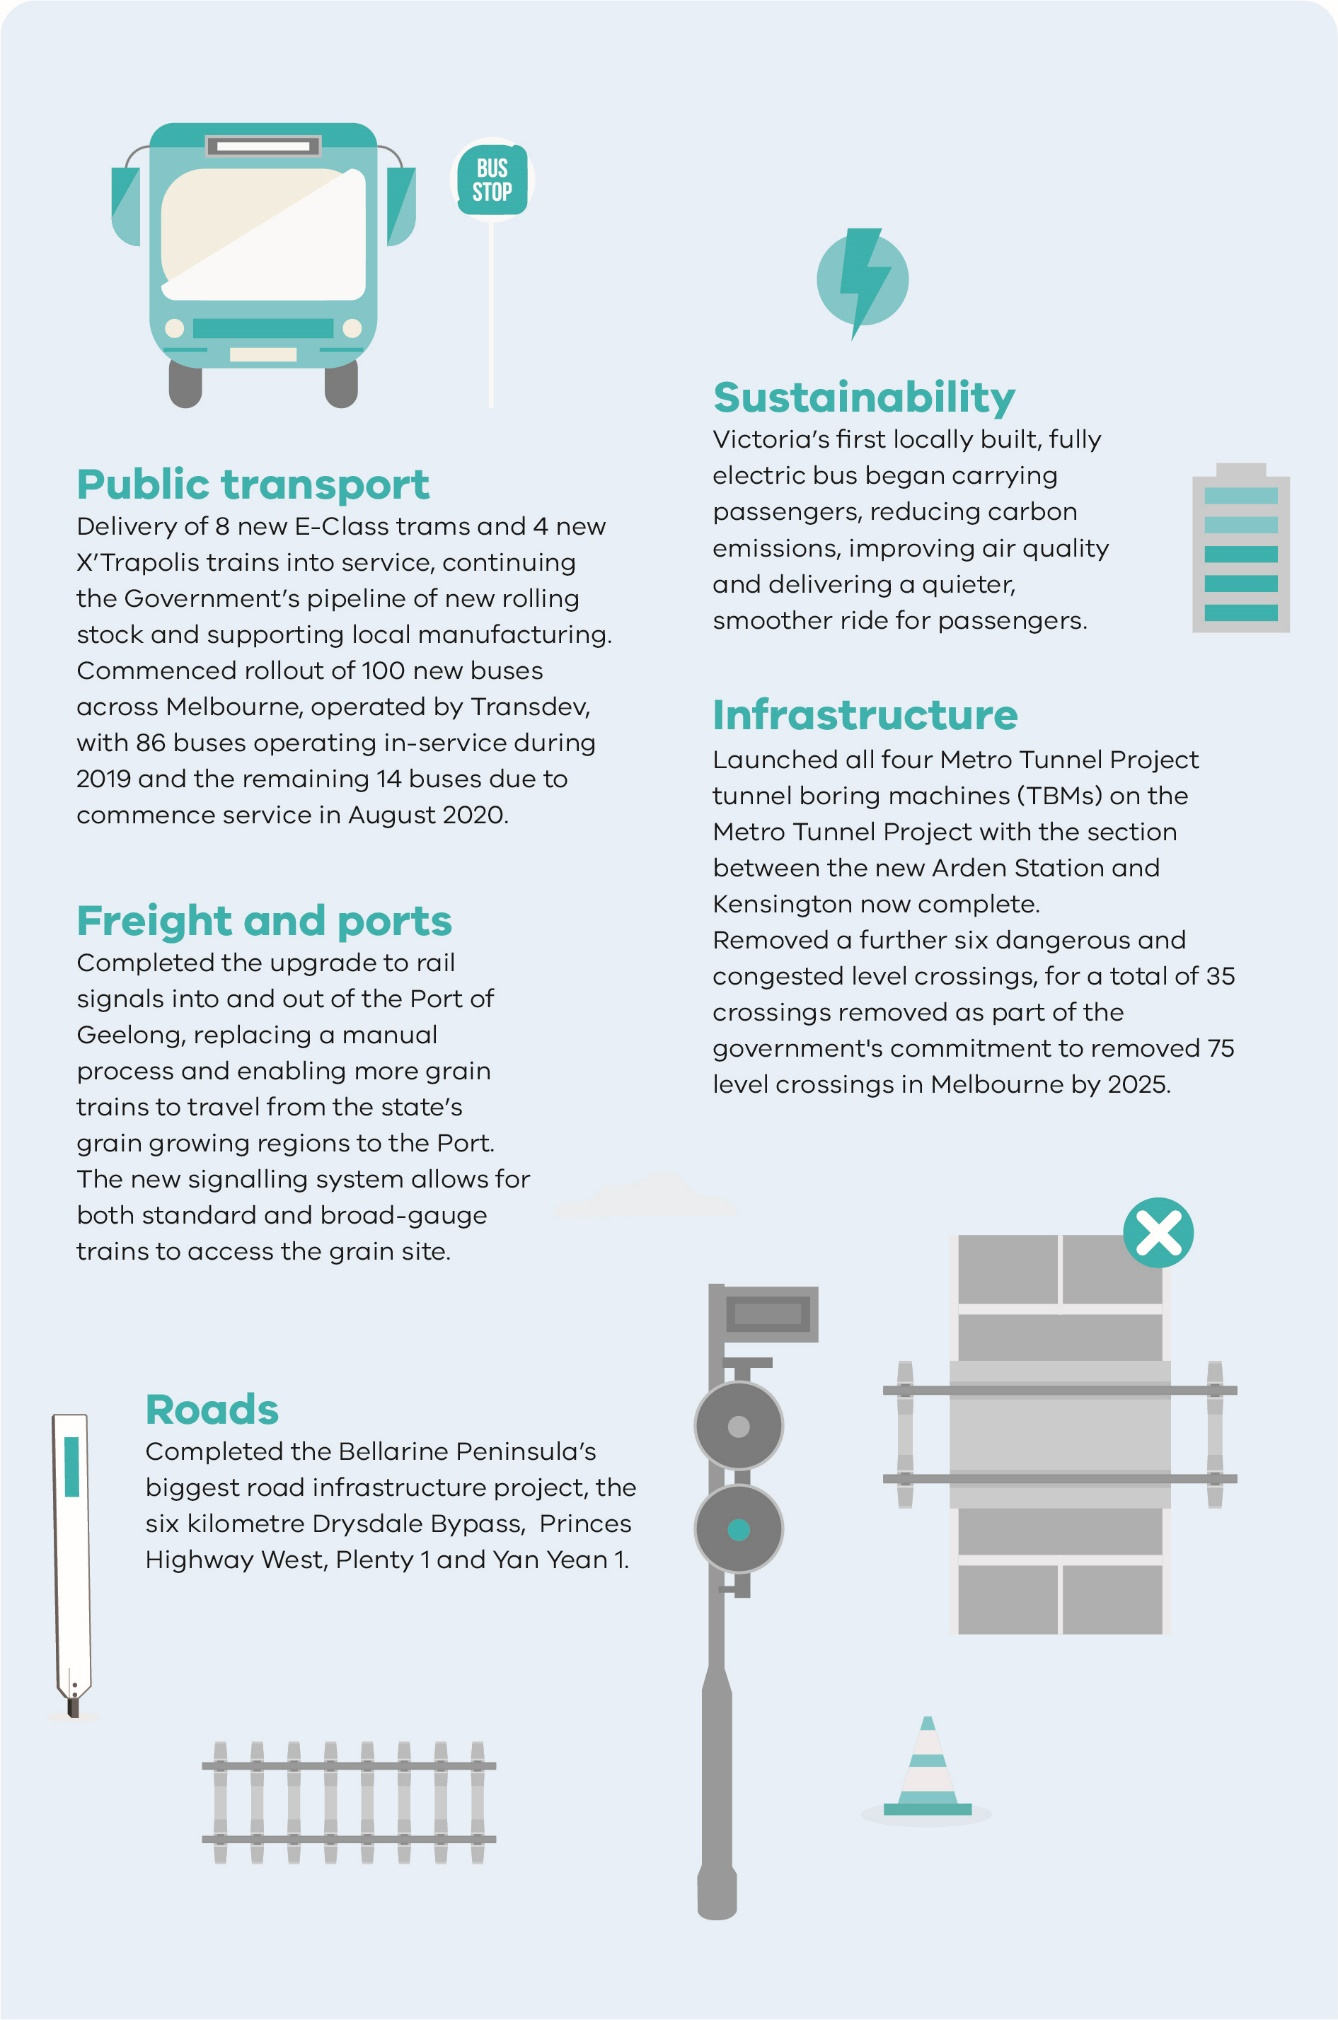 BUS
STOP
Public transport
Delivery of 8 new E-Class trams and 4 new
X’Trapolis trains into service, continuing
the Government’s pipeline of new rolling
stock and supporting local manufacturing.
Commenced rollout of 100 new buses
across Melbourne, operated by Transdev,
with 86 buses operating in-service during
2019 and the remaining 14 buses due to
commence service in August 2020.
Freight and ports
Completed the upgrade to rail
signals into and out of the Port of
Geelong, replacing a manual
process and enabling more grain
trains to travel from the state’s
grain growing regions to the Port.
The new signalling system allows for
both standard and broad-gauge
trains to access the grain site.
Roads
Completed the Bellarine Peninsula’s
biggest road infrastructure project, the
six kilometre Drysdale Bypass,  Princes
Highway West, Plenty 1 and Yan Yean 1.
Sustainability
Victoria’s first locally built, fully
electric bus began carrying
passengers, reducing carbon
emissions, improving air quality
and delivering a quieter,
smoother ride for passengers.
Infrastructure
Launched all four Metro Tunnel Project
tunnel boring machines (TBMs) on the
Metro Tunnel Project with the section
between the new Arden Station and
Kensington now complete.
Removed a further six dangerous and
congested level crossings, for a total of 35
crossings removed as part of the
government's commitment to removed 75
level crossings in Melbourne by 2025.